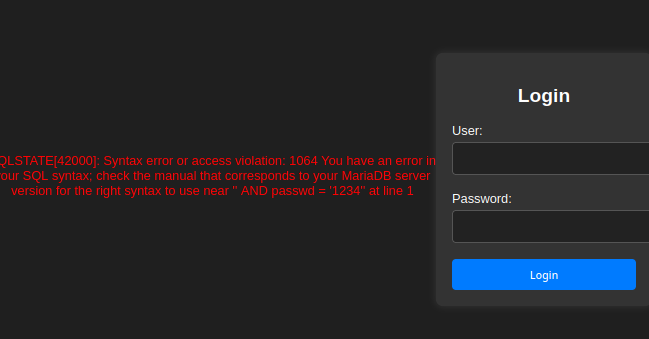 QLSTATE[42000]: Syntax error or access violation: 1064 You have an error in
your SQL syntax; check the manual that corresponds to your MariaDB server
version for the right syntax to use near '' AND passwd = '1234'' at line 1
Login
User:
Password:
Login